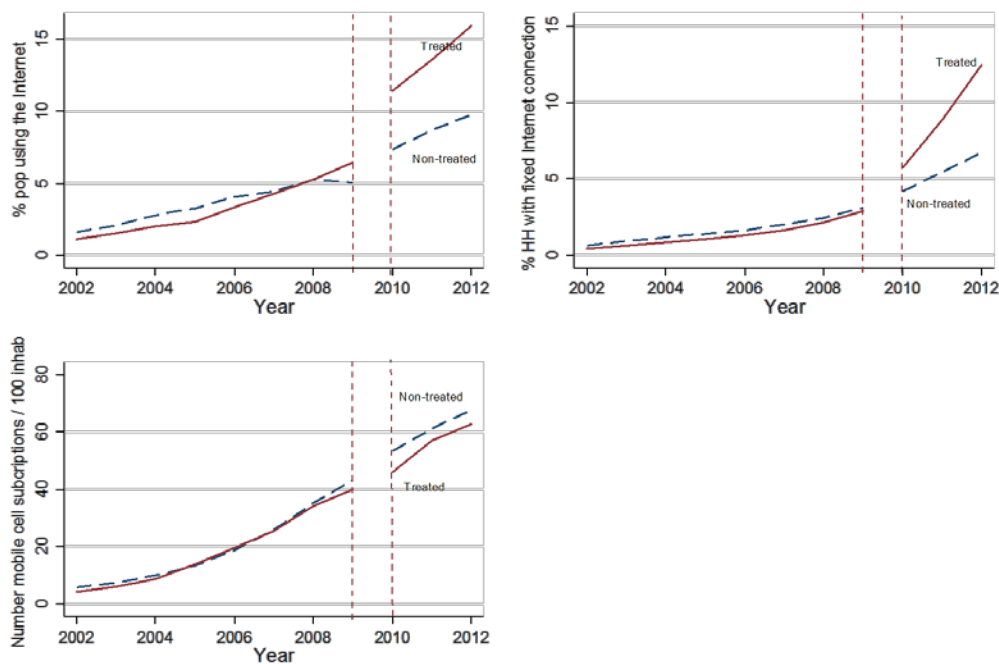 % pop using the Internet
15
10
5
0
Treated
Non-treated
2002 2004 2006 2008 2010 2012
Year
% HH with fixed Internet connection
15
10
5
0
Treated
Non-treated
2002 2004 2006 2008 2010 2012
Year
Number mobile cell subcriptions / 100 inhab
80
60
40
20
0
Non-treated
Treated
2002 2004 2006 2008 2010 2012
Year